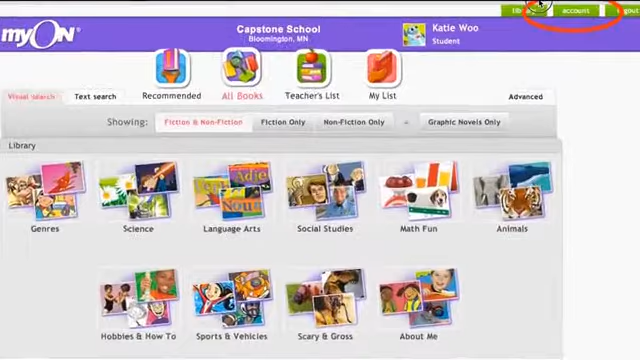 library account logout
myON®
Capstone School
Bloomington, MN
Katie Woo
Student
Recommended All Books Teacher's List My List
Visual search Text search Advanced
Showing: Fiction & Non-Fiction Fiction Only Non-Fiction Only Graphic Novels Only
Library
Genres Science Language Arts Social Studies Math Fun Animals
Hobbies & How To Sports & Vehicles Scary & Gross About Me